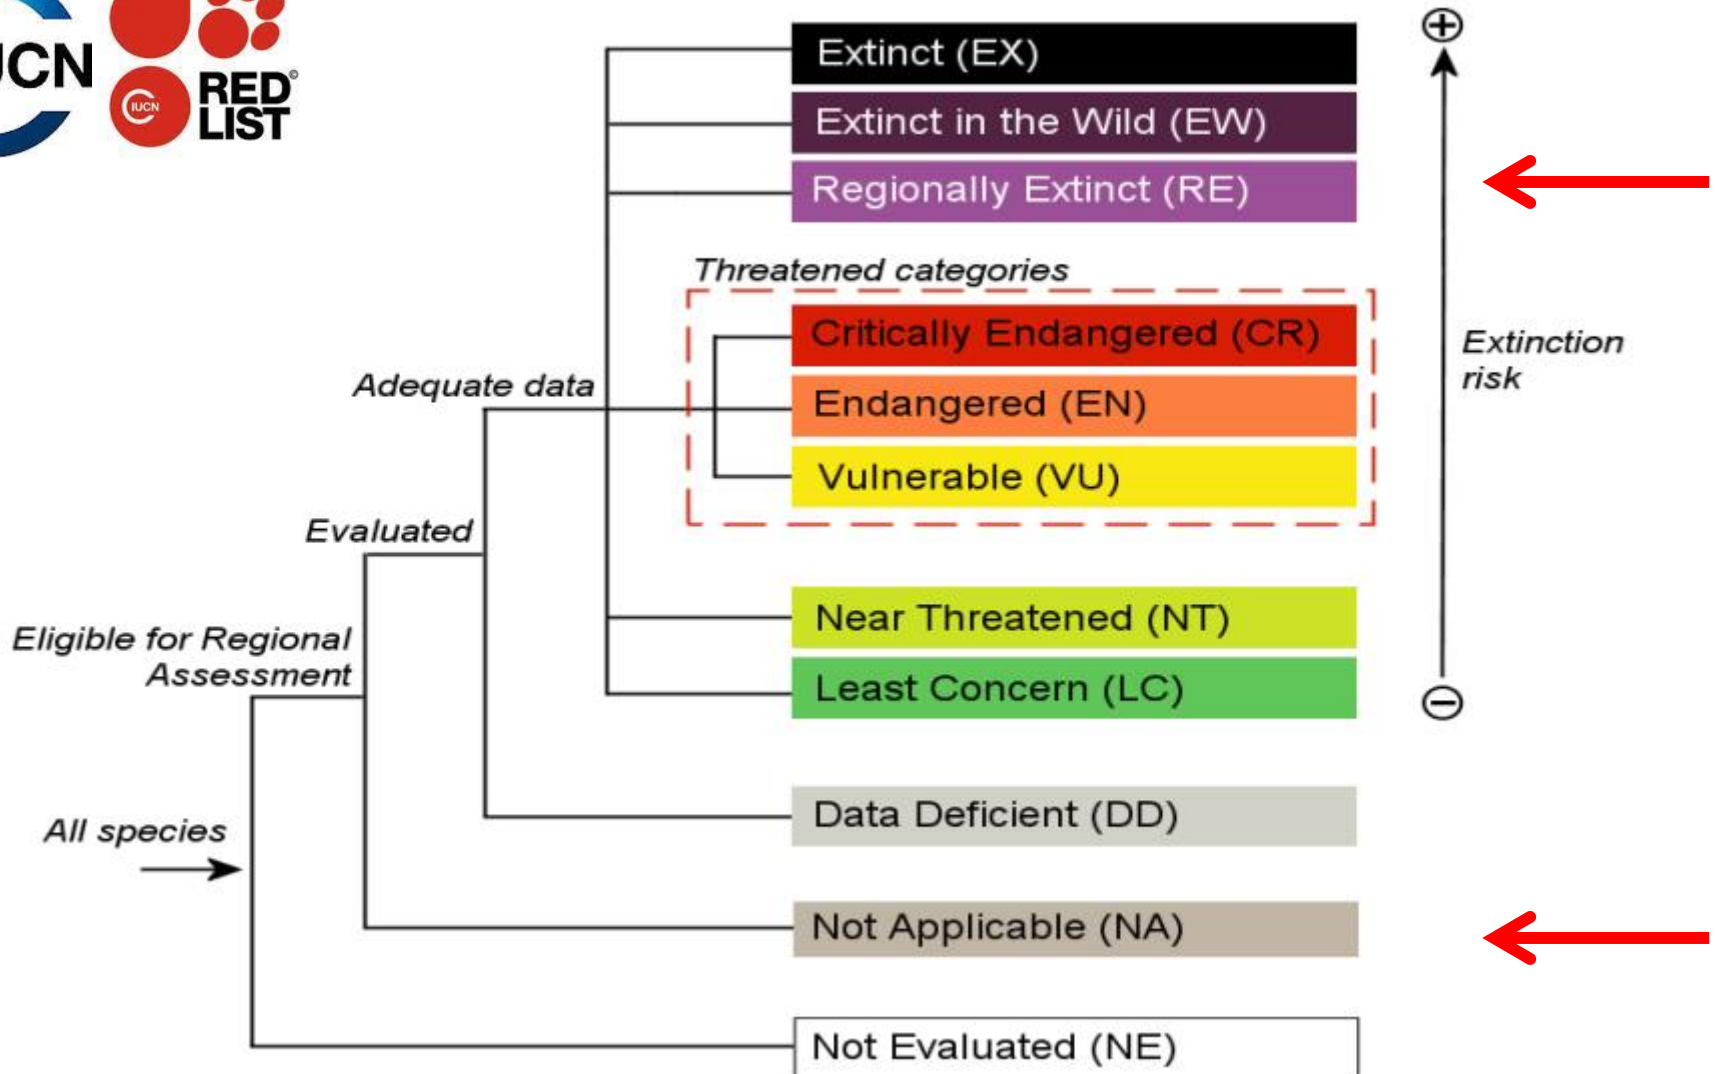 UCN
RED
LIST
IUCN
Extinct (EX)
Extinct in the Wild (EW)
Regionally Extinct (RE)
Threatened categories
Critically Endangered (CR)
Endangered (EN)
Vulnerable (VU)
Extinction
risk
Adequate data
Evaluated
Near Threatened (NT)
Eligible for Regional
Assessment
Least Concern (LC)
Data Deficient (DD)
All species
Not Applicable (NA)
Not Evaluated (NE)